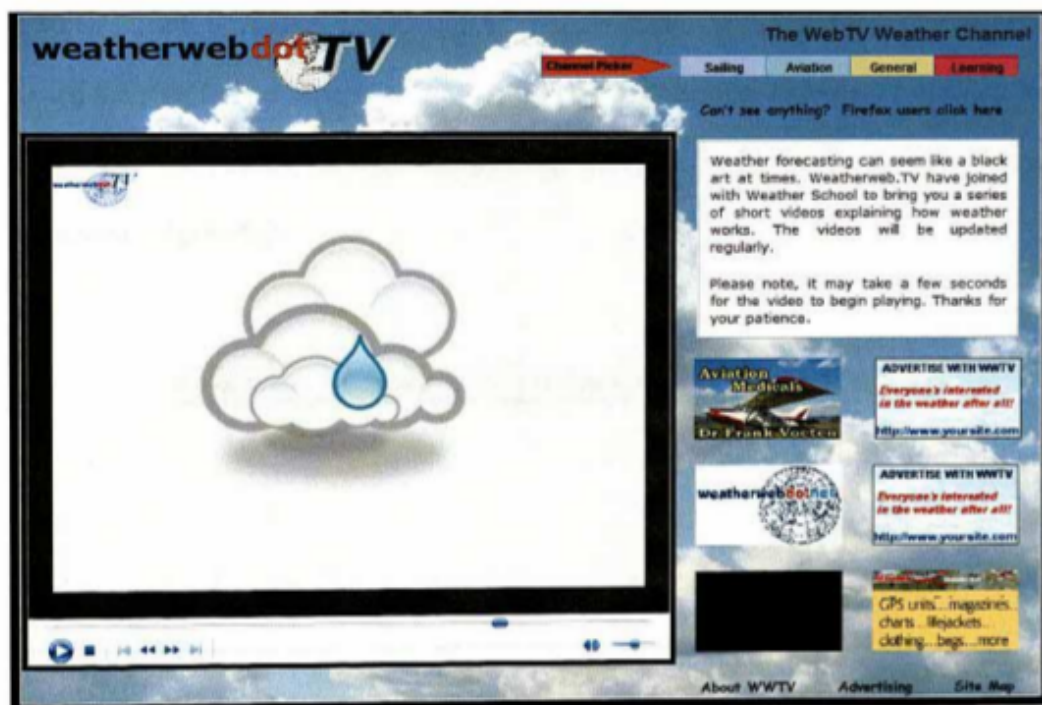 weatherwebdotTV
The WebTV Weather Channel
Channel Picker
Sailing
Aviation
General
Learning
Can't see anything? Firefox users click here
weatherwebdotTV
Weather forecasting can seem like a black
art at times. Weatherweb.TV have joined
with Weather School to bring you a series
of short videos explaining how weather
works. The videos will be updated
regularly.
Please note, it may take a few seconds
for the video to begin playing. Thanks for
your patience.
Aviation
Medicals
Dr Frank Voeten
ADVERTISE WITH WWTV
Everyone's interested
in the weather after all!
http://www.yoursite.com
weatherwebdotnet
ADVERTISE WITH WWTV
Everyone's interested
in the weather after all!
http://www.yoursite.com
GPS units...magazines...
charts...lifejackets...
clothing...bags...more
About WWTV
Advertising
Site Map